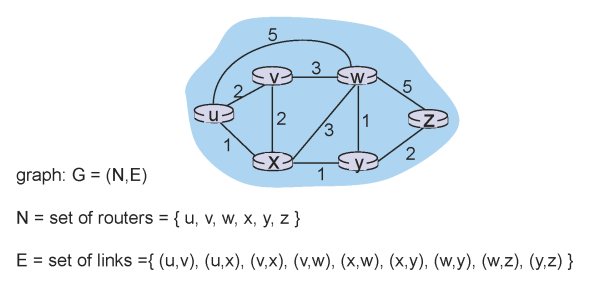 5
v 3 w
2 5
u 2 1 z
3
1 2
x 1 y
graph: G = (N,E)
N = set of routers = { u, v, w, x, y, z }
E = set of links ={ (u,v), (u,x), (v,x), (v,w), (x,w), (x,y), (w,y), (w,z), (y,z) }